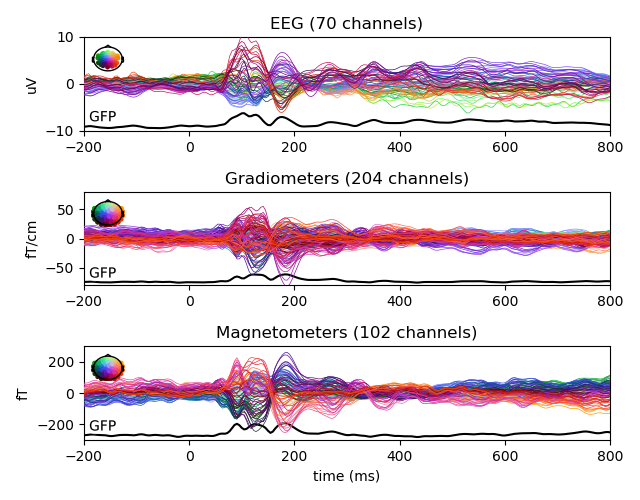 EEG (70 channels)
10
0
−10
uV
GFP
−200 0 200 400 600 800
Gradiometers (204 channels)
50
0
−50
fT/cm
GFP
−200 0 200 400 600 800
Magnetometers (102 channels)
200
0
−200
fT
GFP
−200 0 200 400 600 800
time (ms)